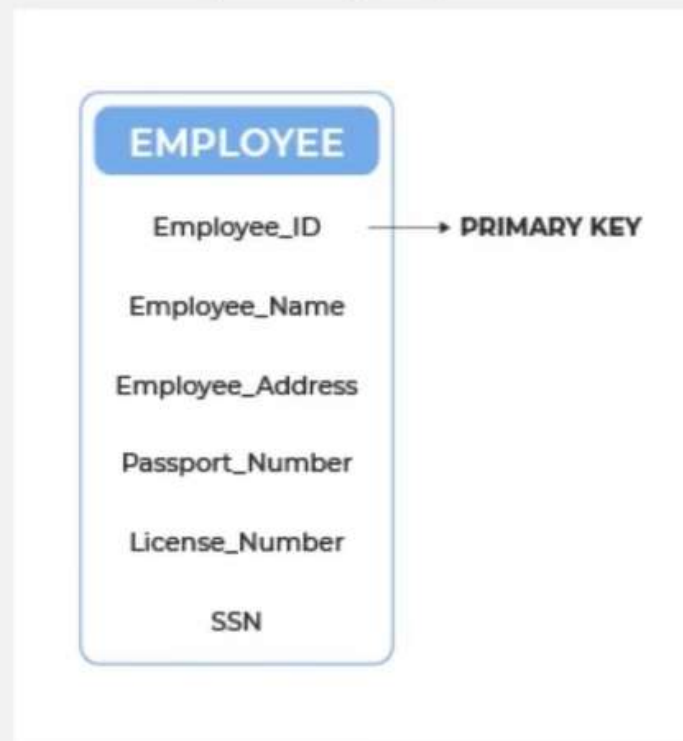 EMPLOYEE
Employee_ID PRIMARY KEY
Employee_Name
Employee_Address
Passport_Number
License_Number
SSN